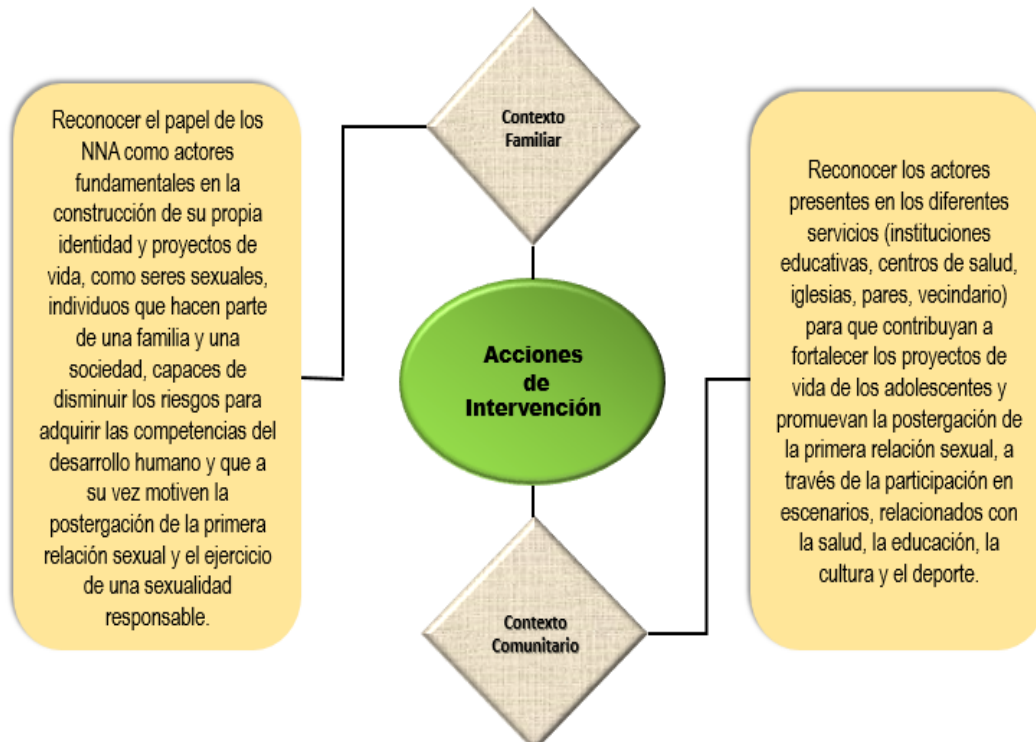 Contexto
Familiar
Reconocer el papel de los
NNA como actores
fundamentales en la
construcción de su propia
identidad y proyectos de
vida, como seres sexuales,
individuos que hacen parte
de una familia y una
sociedad, capaces de
disminuir los riesgos para
adquirir las competencias del
desarrollo humano y que a
su vez motiven la
postergación de la primera
relación sexual y el ejercicio
de una sexualidad
responsable.
Acciones
de
Intervención
Reconocer los actores
presentes en los diferentes
servicios (instituciones
educativas, centros de salud,
iglesias, pares, vecindario)
para que contribuyan a
fortalecer los proyectos de
vida de los adolescentes y
promuevan la postergación de
la primera relación sexual, a
través de la participación en
escenarios, relacionados con
la salud, la educación, la
cultura y el deporte.
Contexto
Comunitario